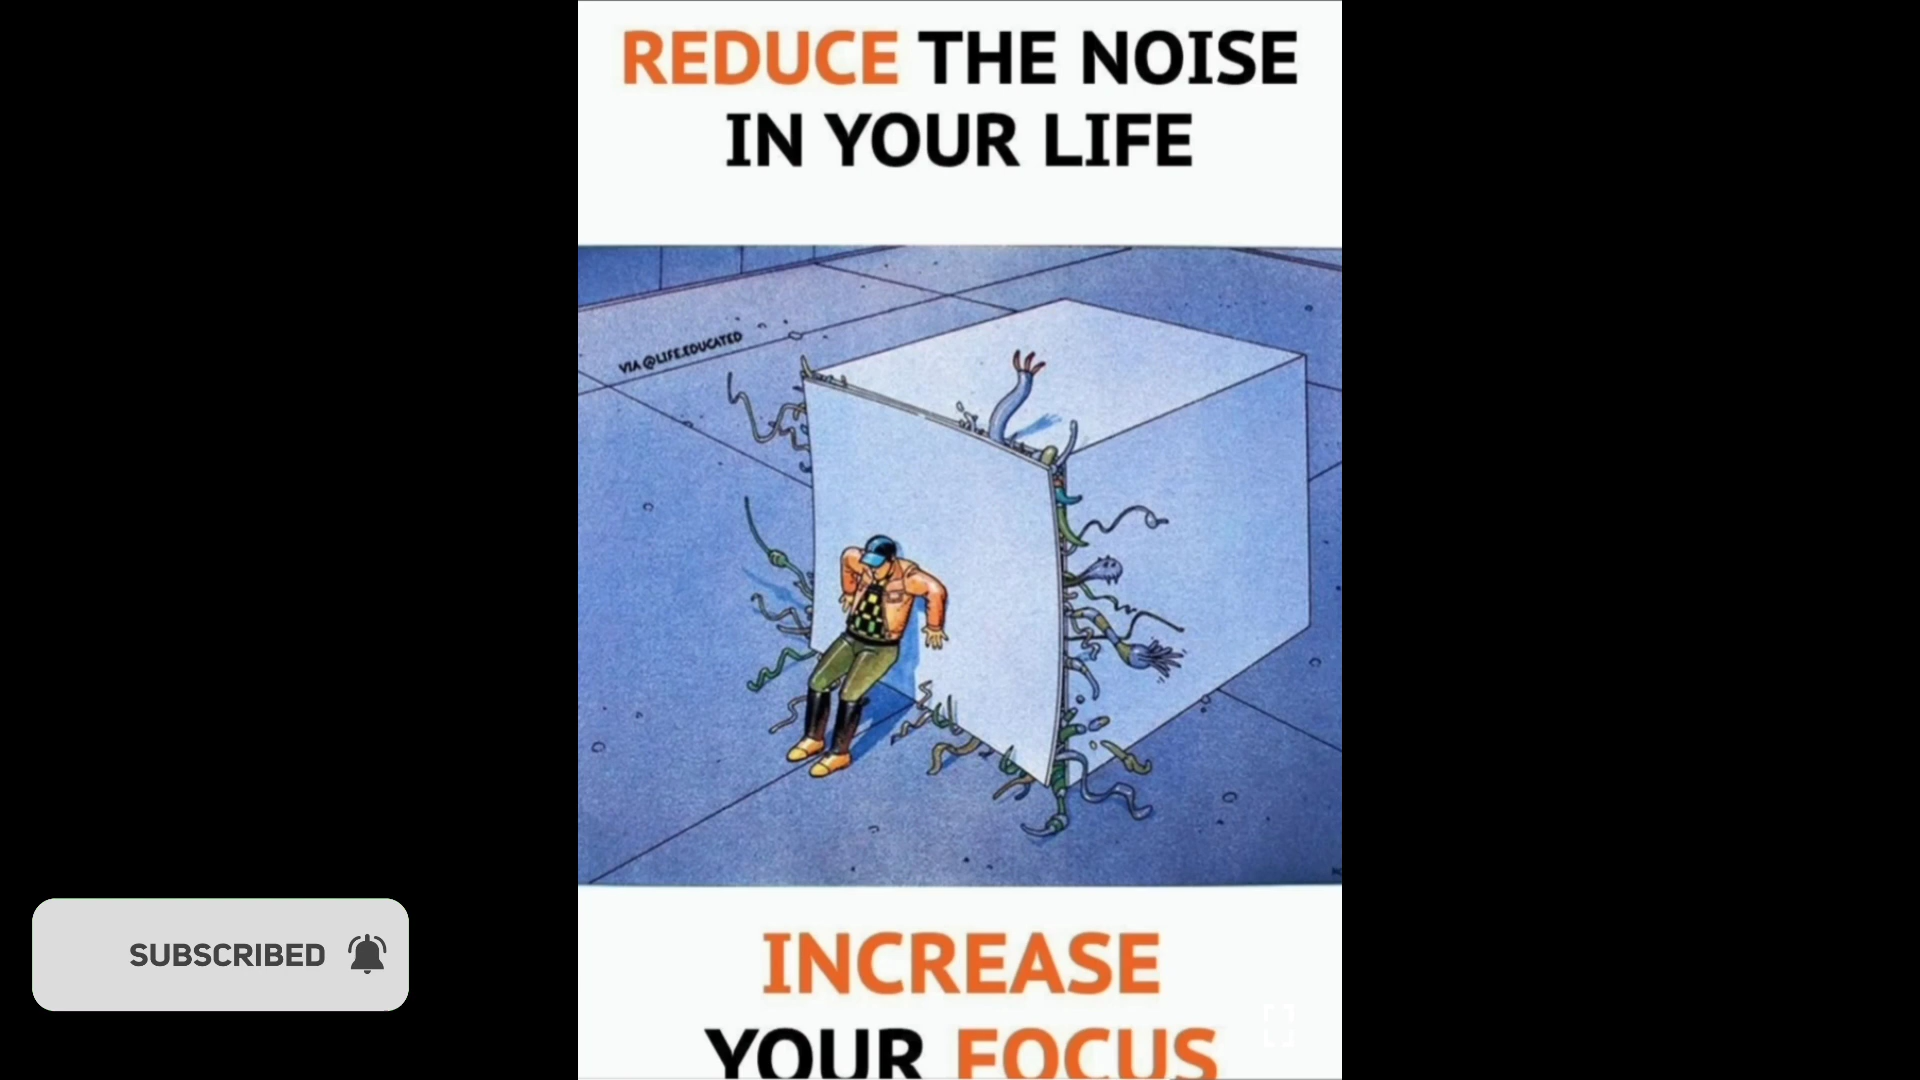 REDUCE THE NOISE
IN YOUR LIFE
VIA @LIFE.EDUCATED
SUBSCRIBED
INCREASE
YOUR FOCUS